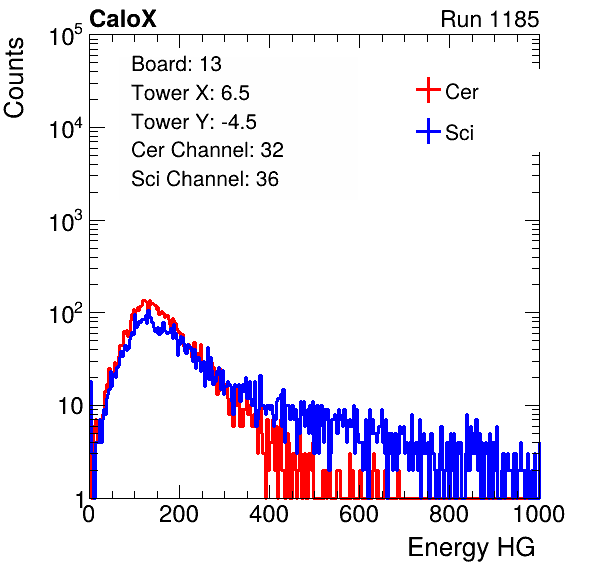 CaloX Run 1185
Counts
10^5
10^4
10^3
10^2
10
1
Board: 13
Tower X: 6.5
Tower Y: -4.5
Cer Channel: 32
Sci Channel: 36
Cer
Sci
0 200 400 600 800 1000
Energy HG